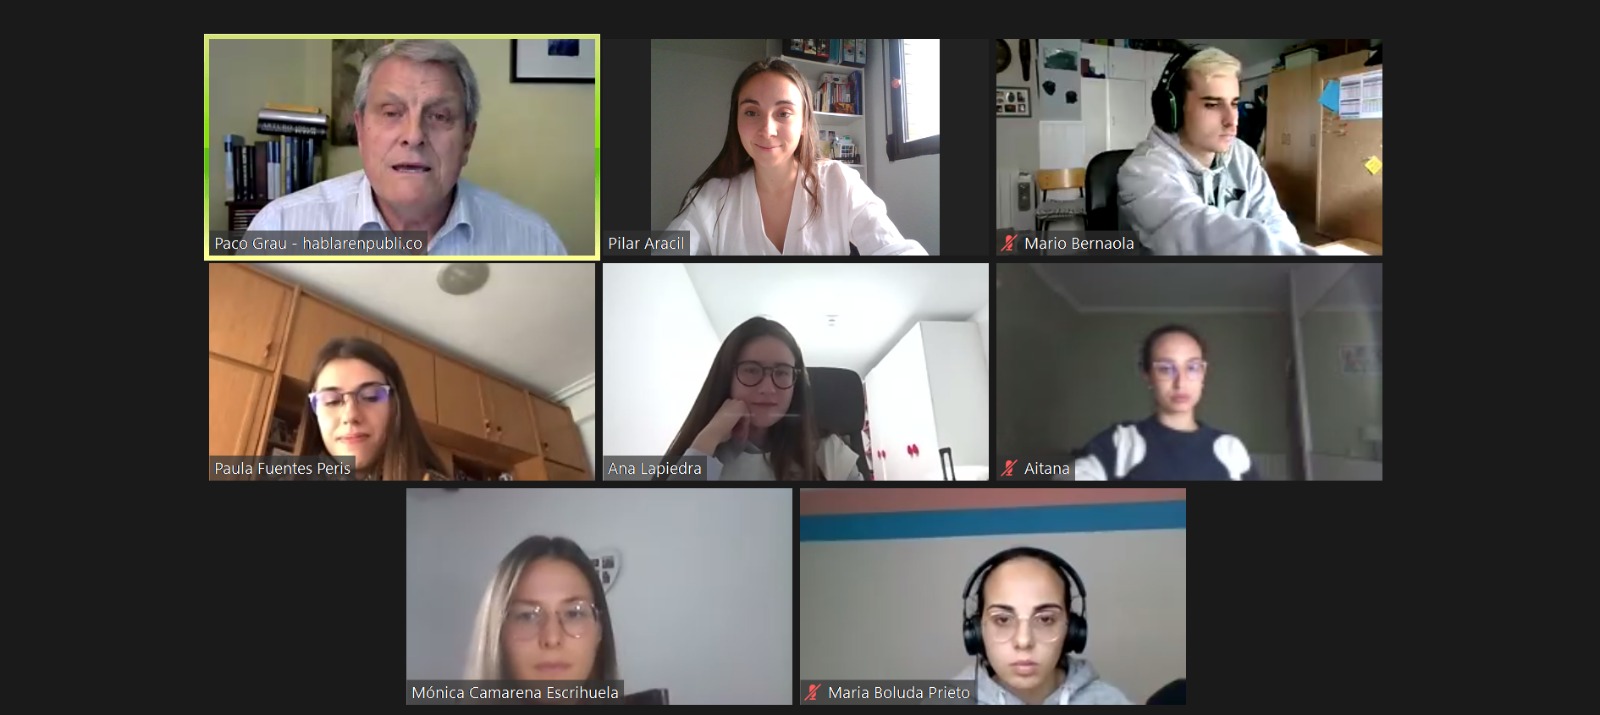 Paco Grau - hablarenpubli.co
Pilar Aracil
Mario Bernaola
Paula Fuentes Peris
Ana Lapiedra
Aitana
Mónica Camarena Escrihuela
Maria Boluda Prieto